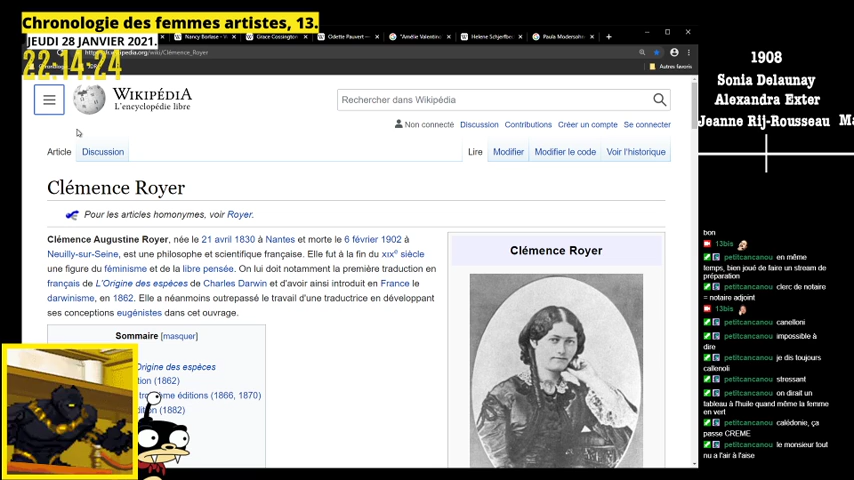 Chronologie des femmes artistes, 13.
JEUDI 28 JANVIER 2021.
22.14.24
Nancy Borlase - W
Grace Cossington
Odette Pauvert —
"Amélie Valentino
Helene Schjerfbec
Paula Modersohn
/Clémence_Royer
Autres favoris
WIKIPÉDIA
L'encyclopédie libre
Rechercher dans Wikipédia
Non connecté Discussion Contributions Créer un compte Se connecter
Article Discussion Lire Modifier Modifier le code Voir l'historique
Clémence Royer
Pour les articles homonymes, voir Royer.
Clémence Augustine Royer, née le 21 avril 1830 à Nantes et morte le 6 février 1902 à
Neuilly-sur-Seine, est une philosophe et scientifique française. Elle fut à la fin du XIXe siècle
une figure du féminisme et de la libre pensée. On lui doit notamment la première traduction en
français de L'Origine des espèces de Charles Darwin et d'avoir ainsi introduit en France le
darwinisme, en 1862. Elle a néanmoins outrepassé le travail d'une traductrice en développant
ses conceptions eugénistes dans cet ouvrage.
Clémence Royer
Sommaire [masquer]
Origine des espèces
tion (1862)
troisième éditions (1866, 1870)
dition (1882)
1908
Sonia Delaunay
Alexandra Exter
Jeanne Rij-Rousseau Ma
bon
13bis
petitcancanou en même
temps, bien joué de faire un stream de
préparation
petitcancanou clerc de notaire
= notaire adjoint
13bis
petitcancanou canelloni
petitcancanou impossible à
dire
petitcancanou je dis toujours
callenoli
petitcancanou stressant
petitcancanou on dirait un
tableau à l'huile quand même la femme
en vert
petitcancanou calédonie, ça
passe CREME
petitcancanou le monsieur tout
nu a l'air à l'aise